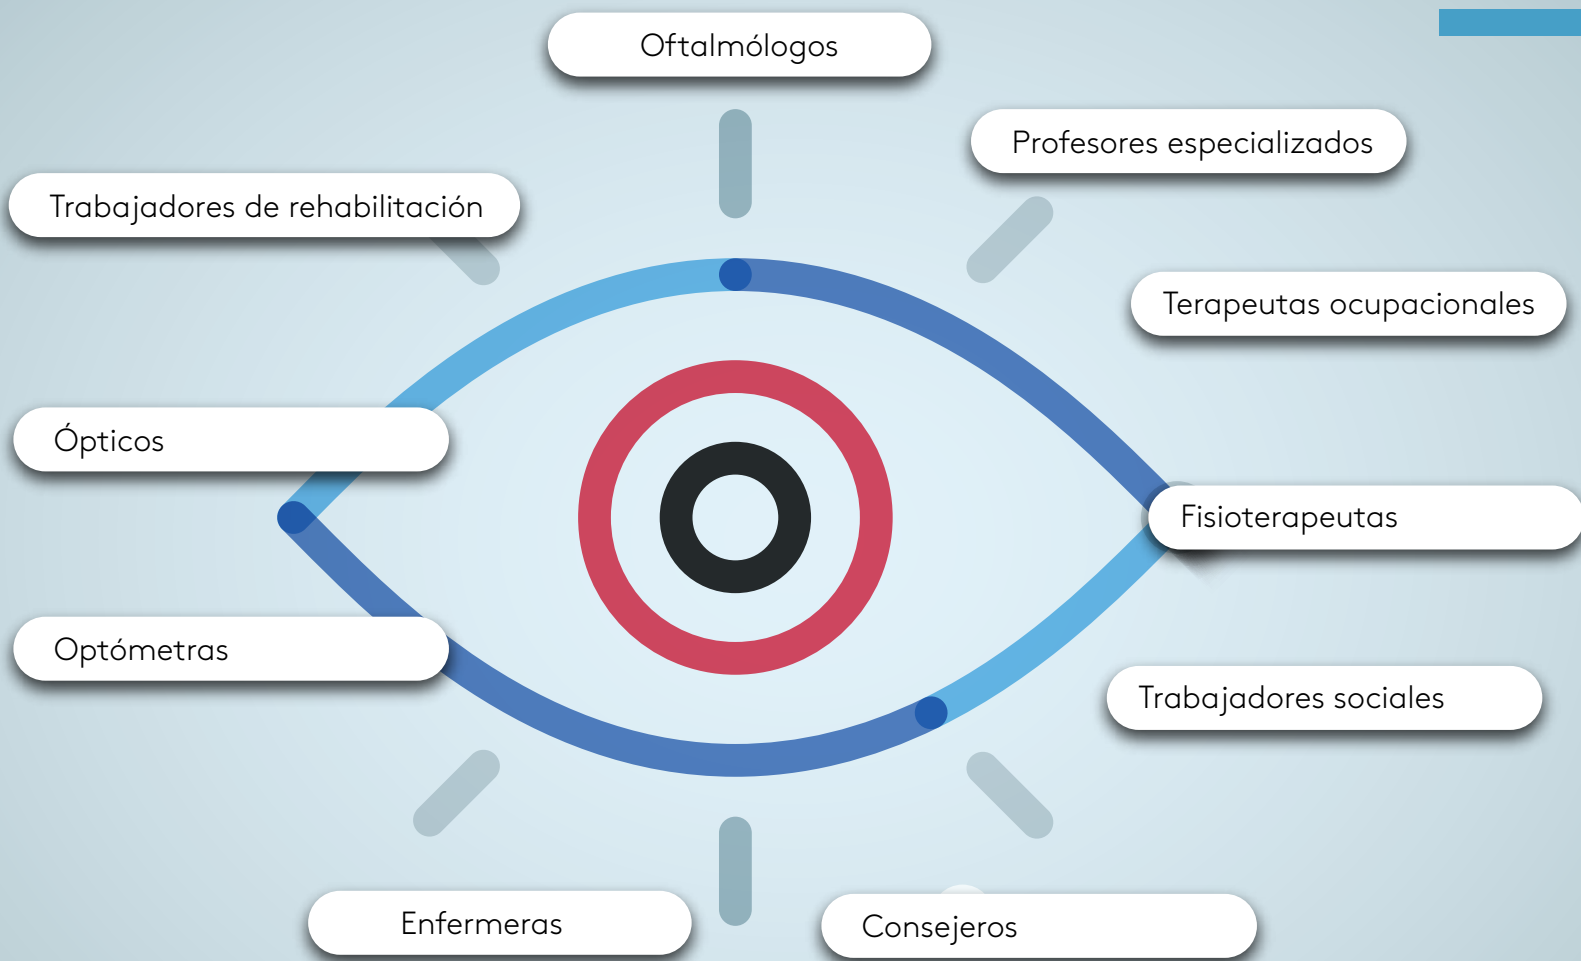 Oftalmólogos
Profesores especializados
Trabajadores de rehabilitación
Terapeutas ocupacionales
Ópticos
Fisioterapeutas
Optómetras
Trabajadores sociales
Enfermeras
Consejeros